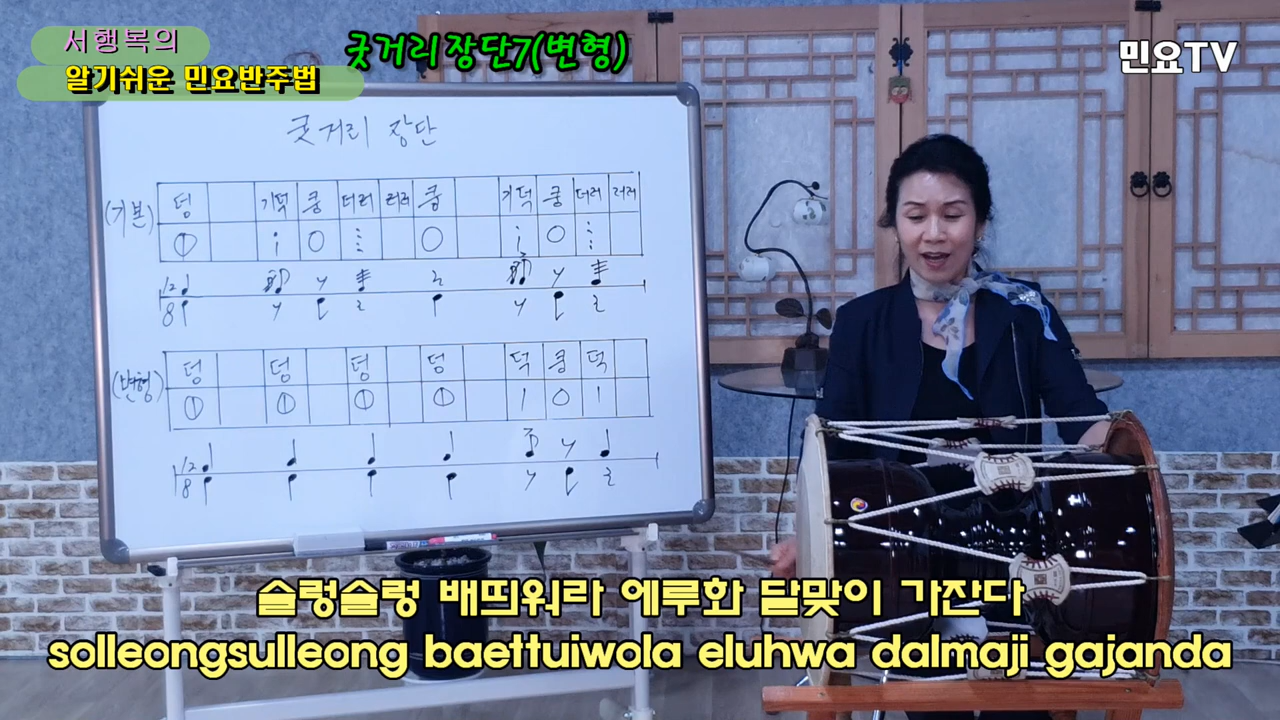 서행복의
알기쉬운 민요반주법
굿거리장단7(변형)
민요TV
굿거리 장단
(기본)
덩 기덕 쿵 더러 러러 쿵 기덕 쿵 더러 러러
12
8
(변형)
덩 덩 덩 덩 덕 쿵 덕
12
8
슬렁슬렁 배띄워라 에루화 달맞이 가잔다
solleongsulleong baettuiwola eluhwa dalmaji gajanda